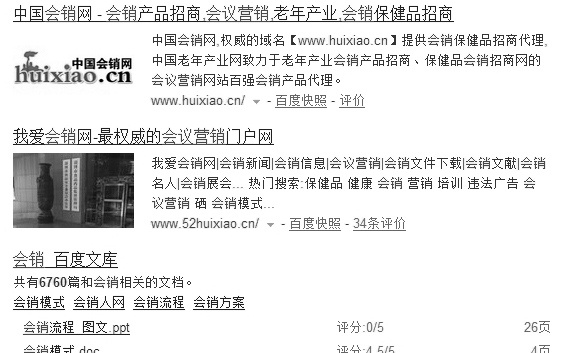 中国会销网 - 会销产品招商,会议营销,老年产业,会销保健品招商
中国会销网
huixiao.cn
中国会销网,权威的域名【www.huixiao.cn】提供会销保健品招商代理,
中国老年产业网致力于老年产业会销产品招商、保健品会销招商网的
会议营销网站百强会销产品代理。
www.huixiao.cn/ - 百度快照 - 评价
我爱会销网-最权威的会议营销门户网
我爱会销网|会销新闻|会销信息|会议营销|会销文件下载|会销文献|会销
名人|会销展会... 热门搜索:保健品 健康 会销 营销 培训 违法广告 会
议营销 硒 会销模式...
www.52huixiao.cn/ - 百度快照 - 34条评价
会销_百度文库
共有6760篇和会销相关的文档。
会销模式 会销人网 会销流程 会销方案
会销流程_图文.ppt 评分:0/5 26页
会销模式.doc 评分:4.5/5 4页